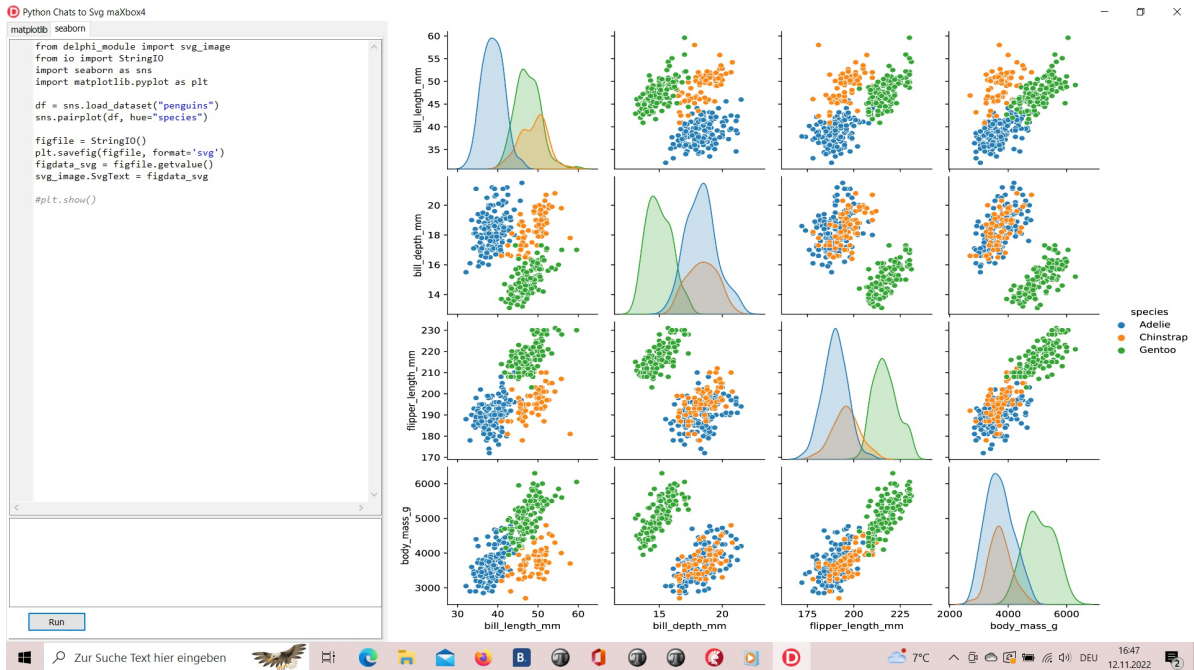 Python Chats to Svg maXbox4
matplotlib seaborn
from delphi_module import svg_image
from io import StringIO
import seaborn as sns
import matplotlib.pyplot as plt
df = sns.load_dataset("penguins")
sns.pairplot(df, hue="species")
figfile = StringIO()
plt.savefig(figfile, format='svg')
figdata_svg = figfile.getvalue()
svg_image.SvgText = figdata_svg
#plt.show()
Run
bill_length_mm
60
55
50
45
40
35
bill_depth_mm
20
18
16
14
flipper_length_mm
230
220
210
200
190
180
170
body_mass_g
6000
5000
4000
3000
30 40 50 60
bill_length_mm
15 20
bill_depth_mm
175 200 225
flipper_length_mm
2000 4000 6000
body_mass_g
species
Adelie
Chinstrap
Gentoo
Zur Suche Text hier eingeben
B.
7°C
DEU
16:47
12.11.2022
2